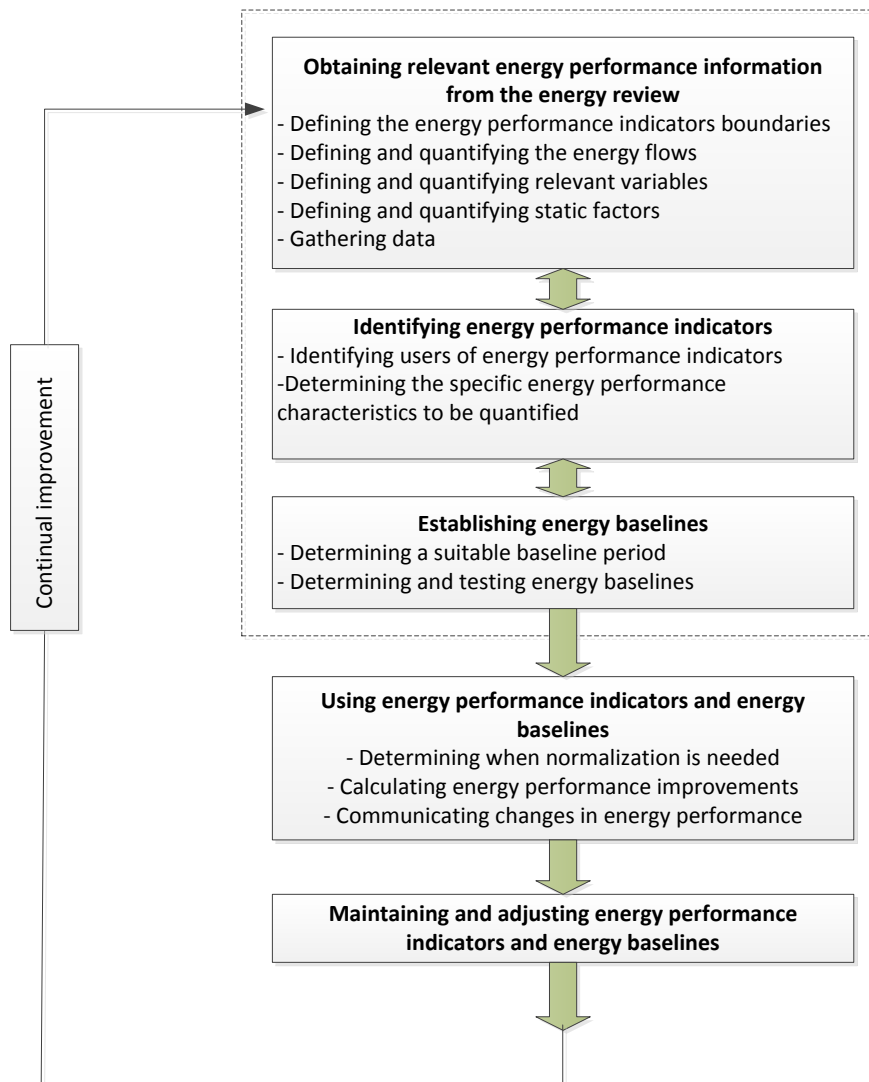 Obtaining relevant energy performance information
from the energy review
- Defining the energy performance indicators boundaries
- Defining and quantifying the energy flows
- Defining and quantifying relevant variables
- Defining and quantifying static factors
- Gathering data
Identifying energy performance indicators
- Identifying users of energy performance indicators
-Determining the specific energy performance
characteristics to be quantified
Continual improvement
Establishing energy baselines
- Determining a suitable baseline period
- Determining and testing energy baselines
Using energy performance indicators and energy
baselines
- Determining when normalization is needed
- Calculating energy performance improvements
- Communicating changes in energy performance
Maintaining and adjusting energy performance
indicators and energy baselines